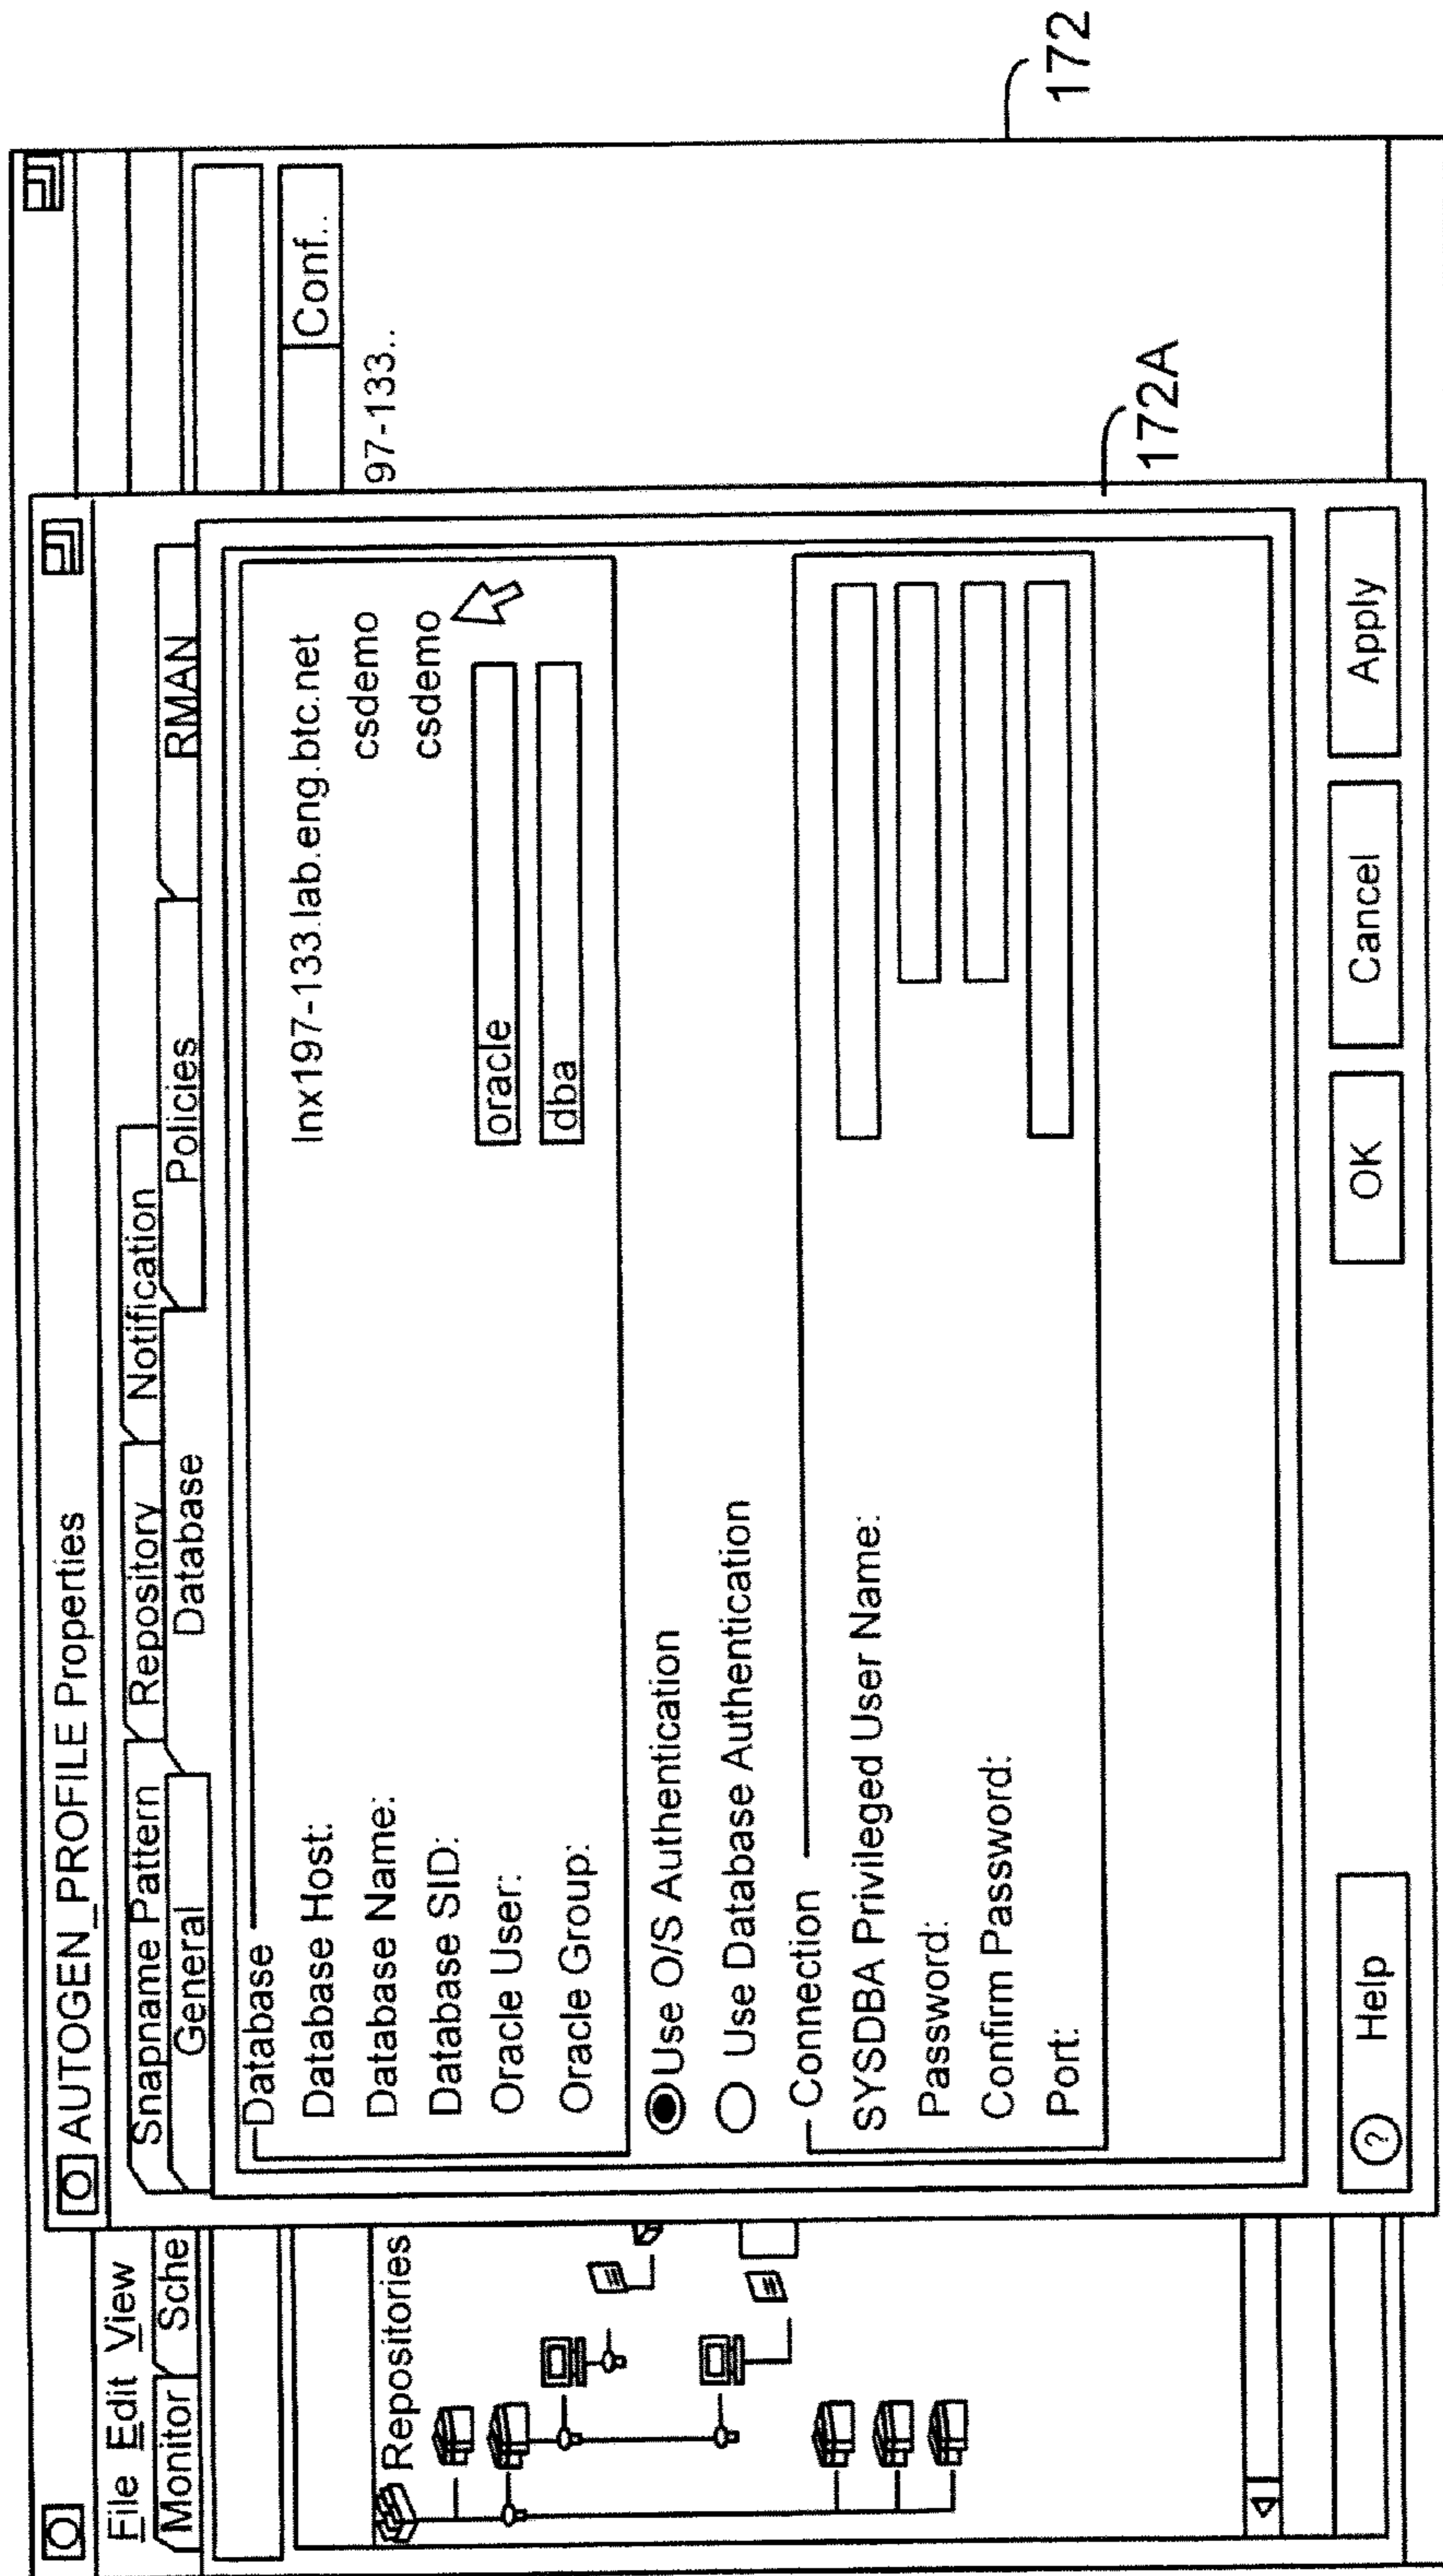 AUTOGEN_PROFILE Properties
File Edit View
Monitor
Sche
Snapname Pattern
Repository
Notification
General
Database
Policies
RMAN
Conf..
97-133..
Repositories
Database
Database Host: lnx197-133.lab.eng.btc.net
Database Name: csdemo
Database SID: csdemo
Oracle User: oracle
Oracle Group: dba
Use O/S Authentication
Use Database Authentication
Connection
SYSDBA Privileged User Name:
Password:
Confirm Password:
Port:
? Help
OK
Cancel
Apply
172A
172